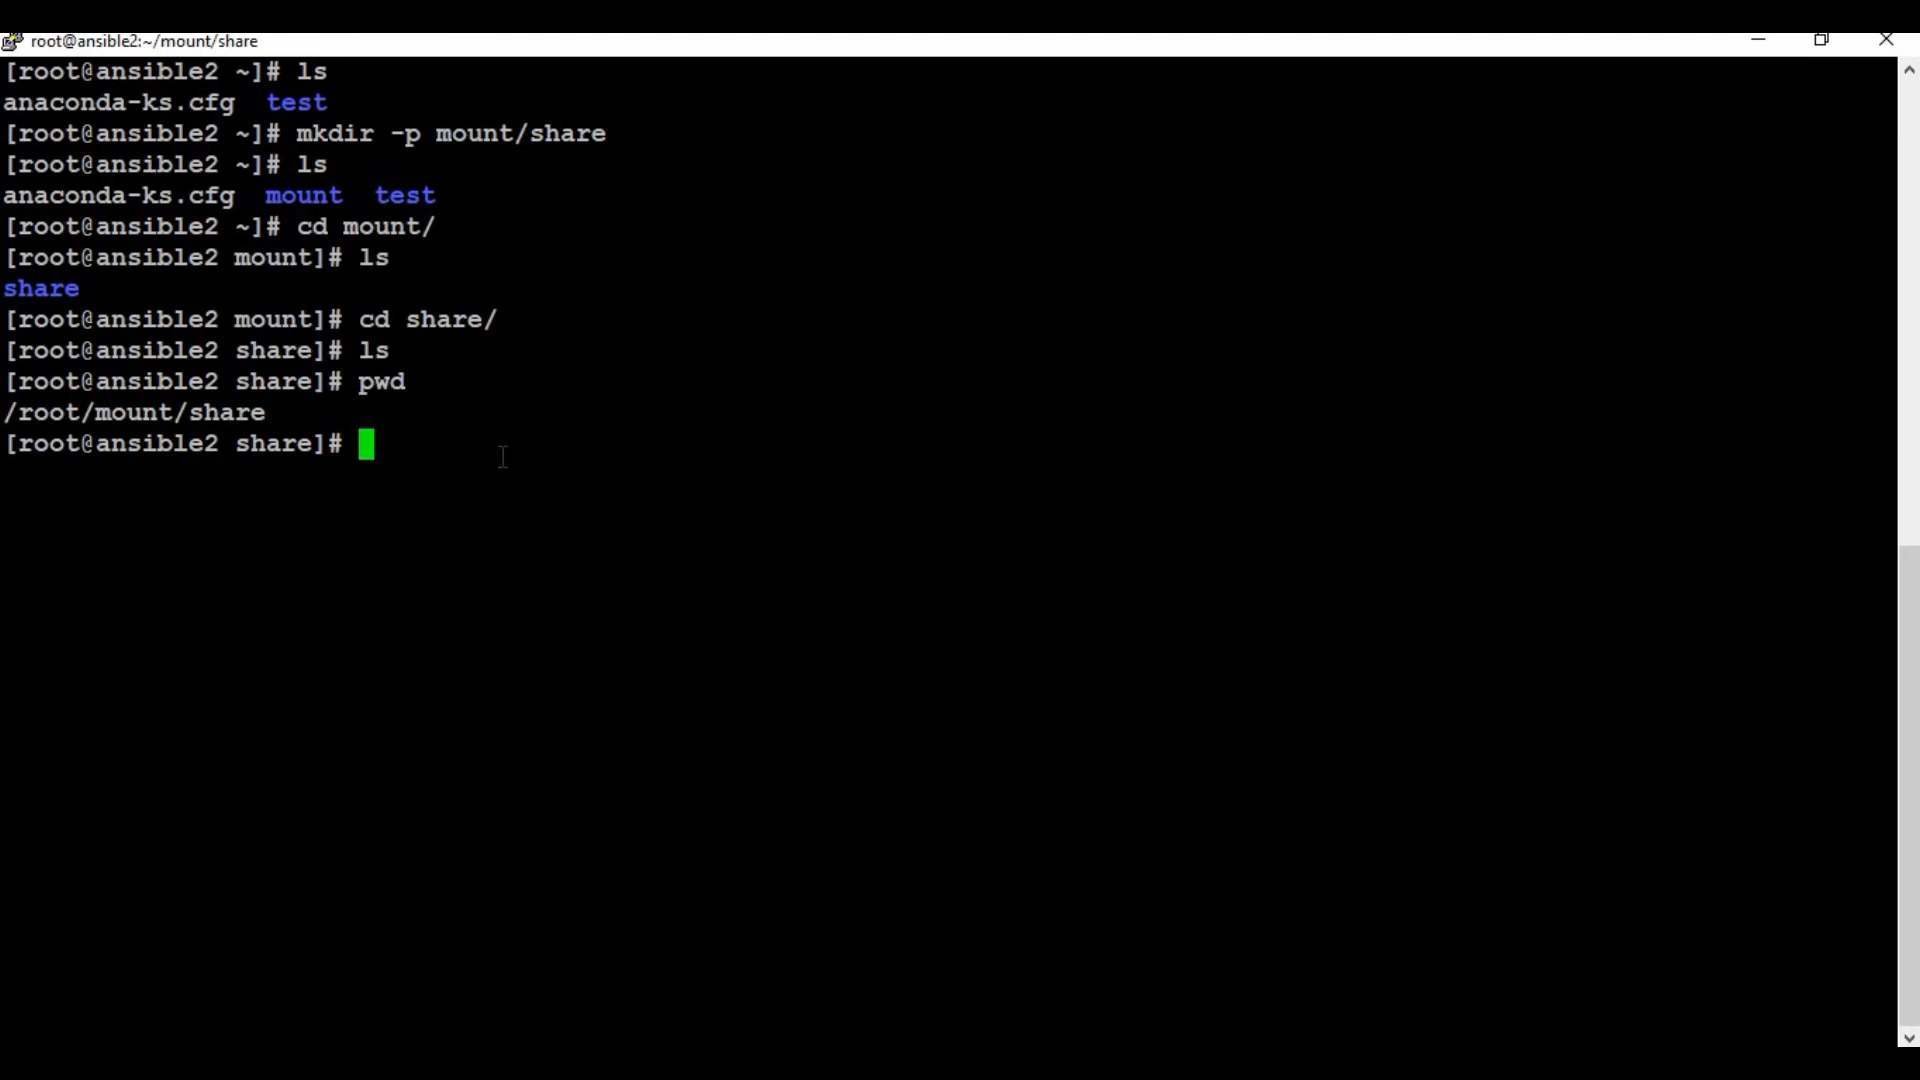 root@ansible2:~/mount/share
[root@ansible2 ~]# ls
anaconda-ks.cfg  test
[root@ansible2 ~]# mkdir -p mount/share
[root@ansible2 ~]# ls
anaconda-ks.cfg  mount  test
[root@ansible2 ~]# cd mount/
[root@ansible2 mount]# ls
share
[root@ansible2 mount]# cd share/
[root@ansible2 share]# ls
[root@ansible2 share]# pwd
/root/mount/share
[root@ansible2 share]#